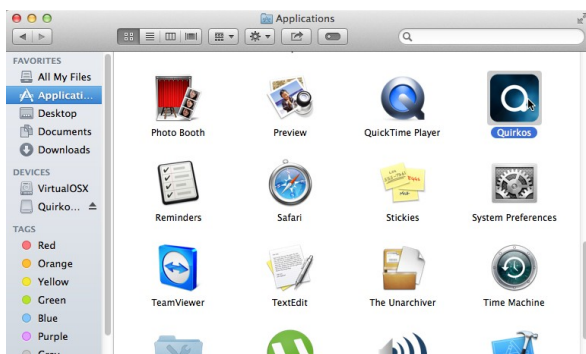 Applications
FAVORITES
All My Files
Applicati...
Desktop
Documents
Downloads
DEVICES
VirtualOSX
Quirko...
TAGS
Red
Orange
Yellow
Green
Blue
Purple
Photo Booth
Preview
QuickTime Player
Quirkos
Reminders
Safari
Stickies
System Preferences
TeamViewer
TextEdit
The Unarchiver
Time Machine